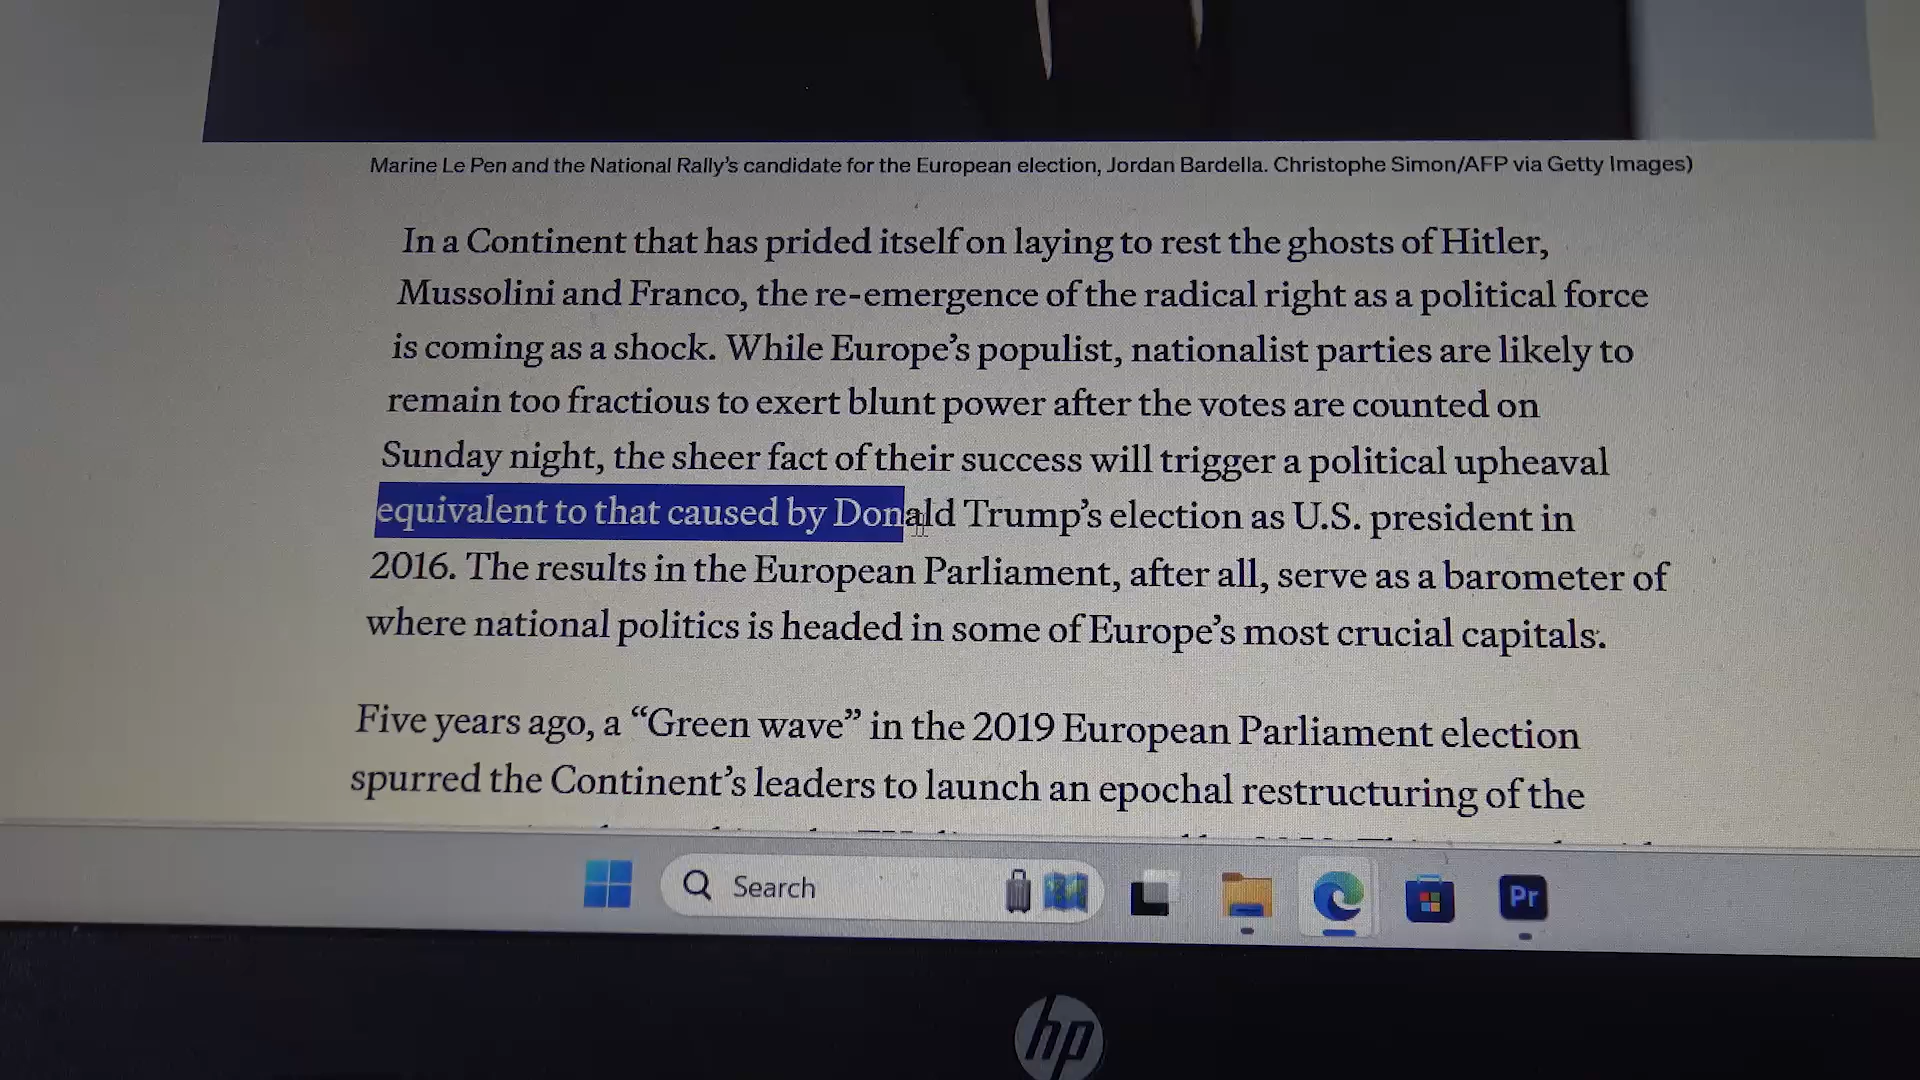 Marine Le Pen and the National Rally's candidate for the European election, Jordan Bardella. Christophe Simon/AFP via Getty Images)
In a Continent that has prided itself on laying to rest the ghosts of Hitler,
Mussolini and Franco, the re-emergence of the radical right as a political force
is coming as a shock. While Europe's populist, nationalist parties are likely to
remain too fractious to exert blunt power after the votes are counted on
Sunday night, the sheer fact of their success will trigger a political upheaval
equivalent to that caused by Donald Trump's election as U.S. president in
2016. The results in the European Parliament, after all, serve as a barometer of
where national politics is headed in some of Europe's most crucial capitals.
Five years ago, a “Green wave” in the 2019 European Parliament election
spurred the Continent's leaders to launch an epochal restructuring of the
Search
Pr
hp